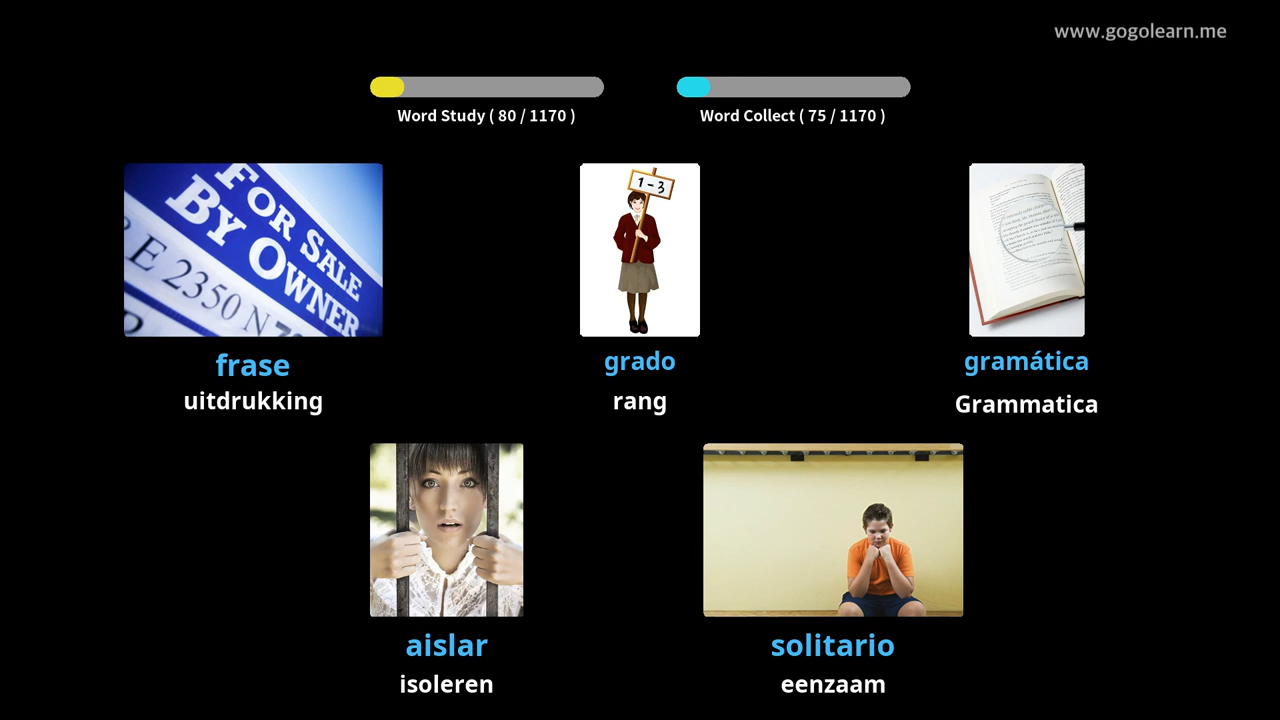 www.gogolearn.me
Word Study ( 80 / 1170 )
Word Collect ( 75 / 1170 )
FOR SALE
BY OWNER
E 2350 N
1-3
frase
grado
gramática
uitdrukking
rang
Grammatica
aislar
solitario
isoleren
eenzaam